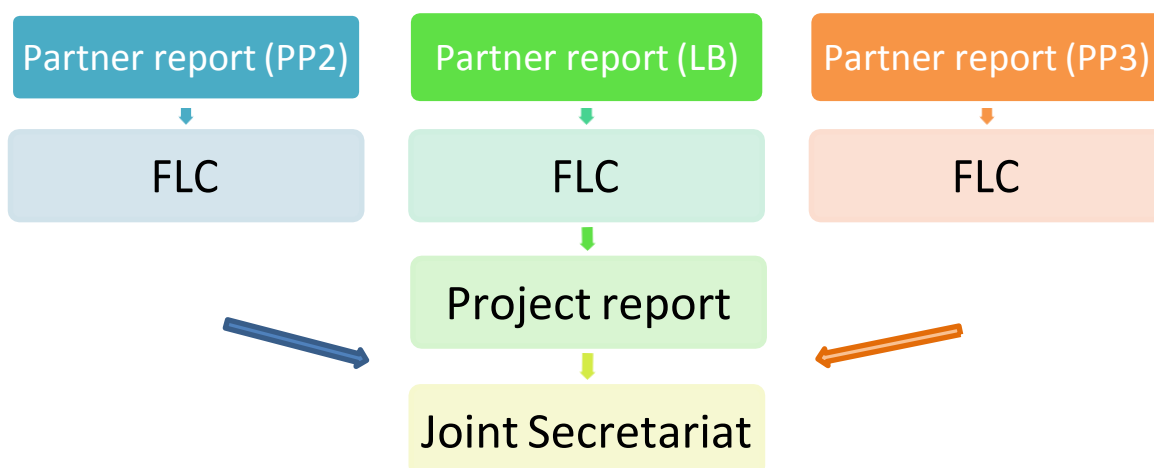 Partner report (PP2)
Partner report (LB)
Partner report (PP3)
FLC
FLC
FLC
Project report
Joint Secretariat